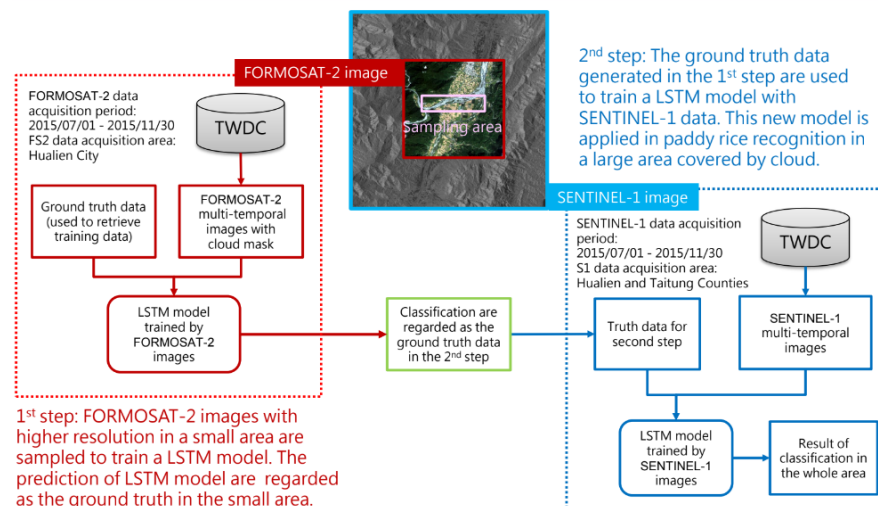 FORMOSAT-2 image
Sampling area
SENTINEL-1 image
FORMOSAT-2 data
acquisition period:
2015/07/01 - 2015/11/30
FS2 data acquisition area:
Hualien City
TWDC
Ground truth data
(used to retrieve
training data)
FORMOSAT-2
multi-temporal
images with
cloud mask
LSTM model
trained by
FORMOSAT-2
images
1st step: FORMOSAT-2 images with
higher resolution in a small area are
sampled to train a LSTM model. The
prediction of LSTM model are regarded
as the ground truth in the small area.
Classification are
regarded as the
ground truth data
in the 2nd step
2nd step: The ground truth data
generated in the 1st step are used
to train a LSTM model with
SENTINEL-1 data. This new model is
applied in paddy rice recognition in
a large area covered by cloud.
SENTINEL-1 data acquisition
period:
2015/07/01 - 2015/11/30
S1 data acquisition area:
Hualien and Taitung Counties
TWDC
Truth data for
second step
SENTINEL-1
multi-temporal
images
LSTM model
trained by
SENTINEL-1
images
Result of
classification in
the whole area